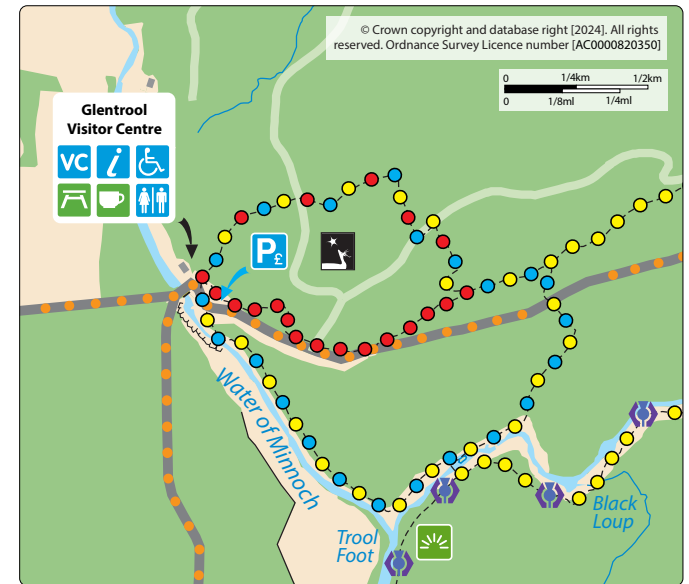 © Crown copyright and database right [2024]. All rights
reserved. Ordnance Survey Licence number [AC0000820350]
0 1/4km 1/2km
0 1/8ml 1/4ml
Glentrool
Visitor Centre
VC i
P£
Water of Minnoch
Trool
Foot
Black
Loup